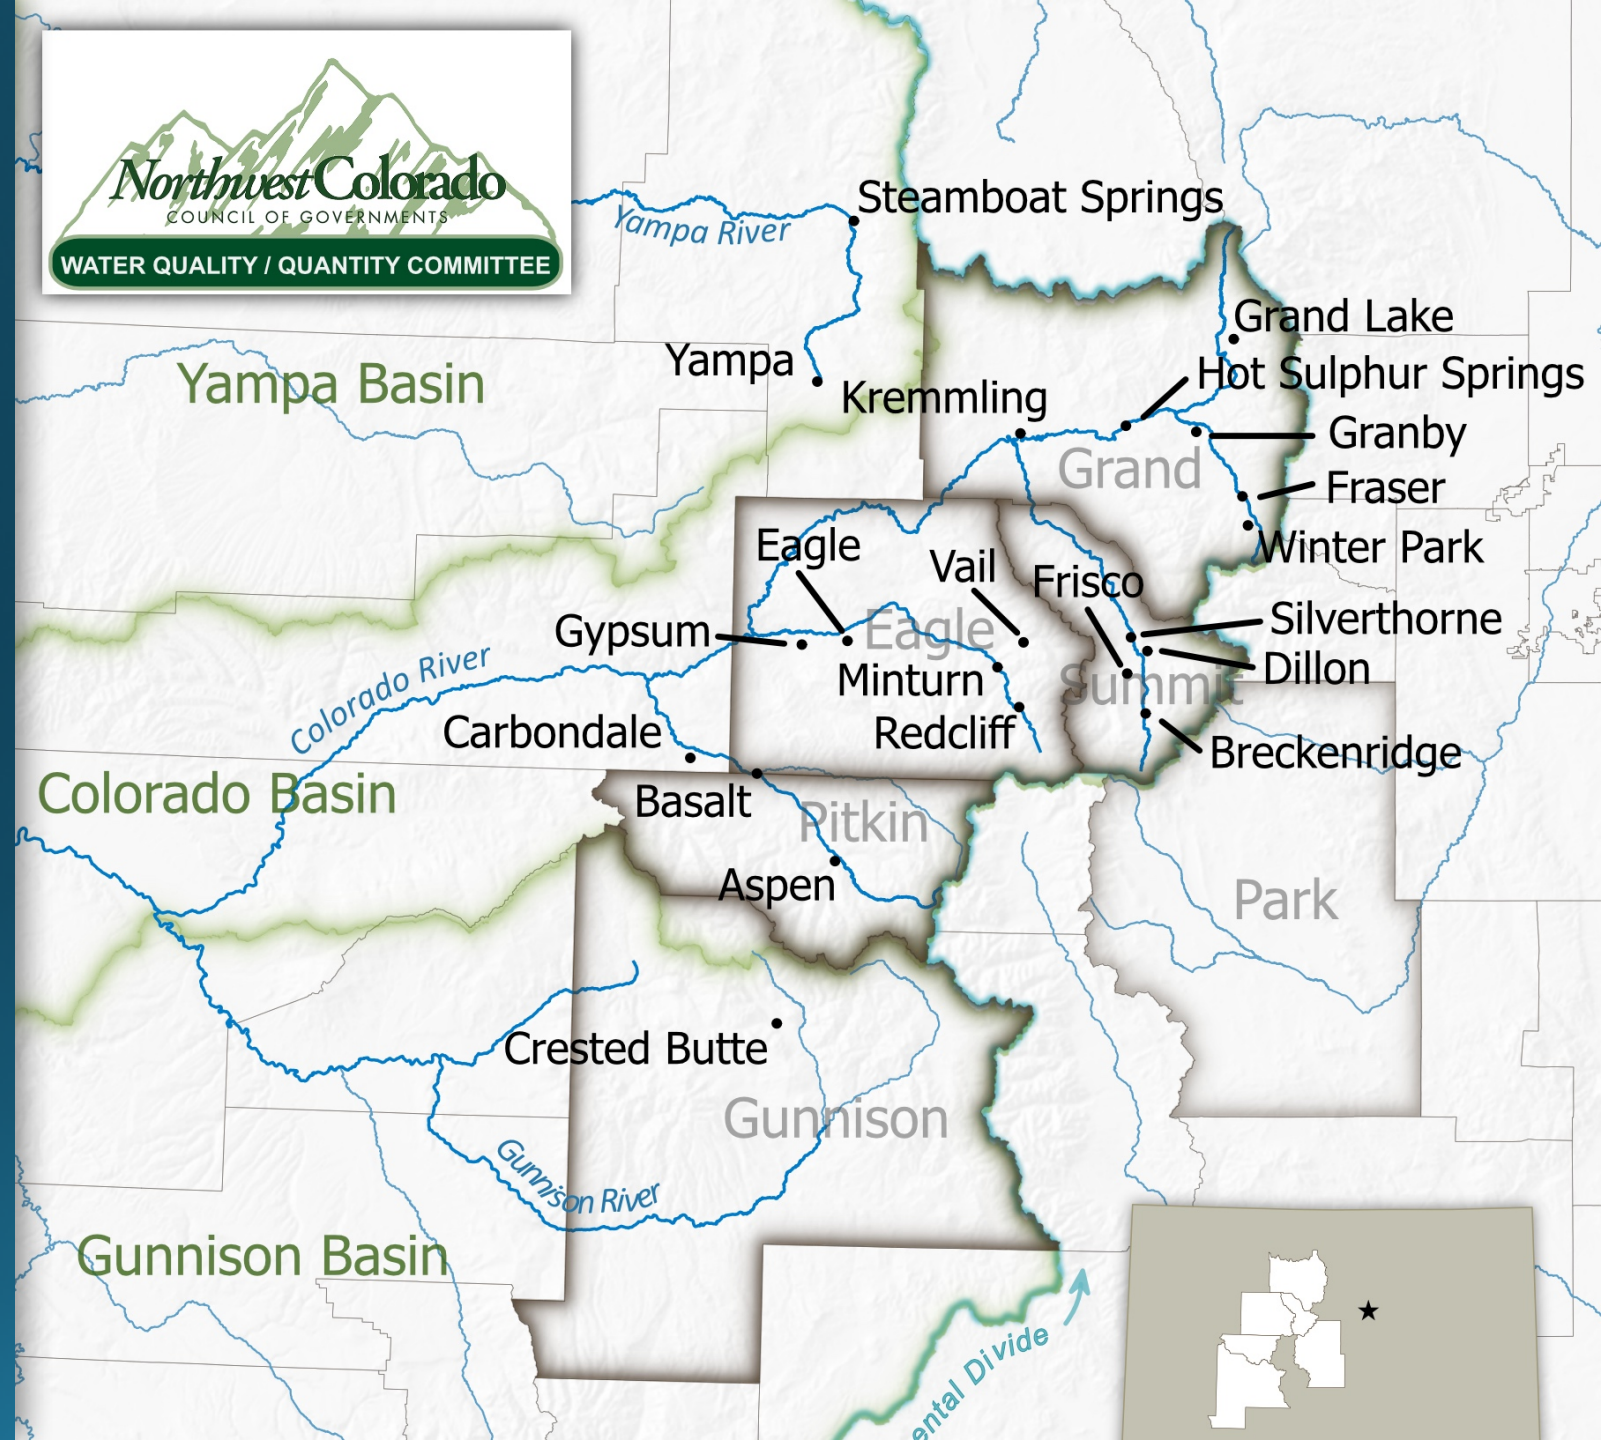 Northwest Colorado
COUNCIL OF GOVERNMENTS
WATER QUALITY / QUANTITY COMMITTEE
Steamboat Springs
Yampa River
Grand Lake
Yampa
Yampa Basin
Hot Sulphur Springs
Kremmling
Granby
Grand
Fraser
Eagle
Winter Park
Vail
Frisco
Silverthorne
Gypsum
Eagle
Dillon
Colorado River
Minturn
Summit
Carbondale
Redcliff
Breckenridge
Colorado Basin
Basalt
Pitkin
Aspen
Park
Crested Butte
Gunnison
Gunnison River
Gunnison Basin
ental Divide